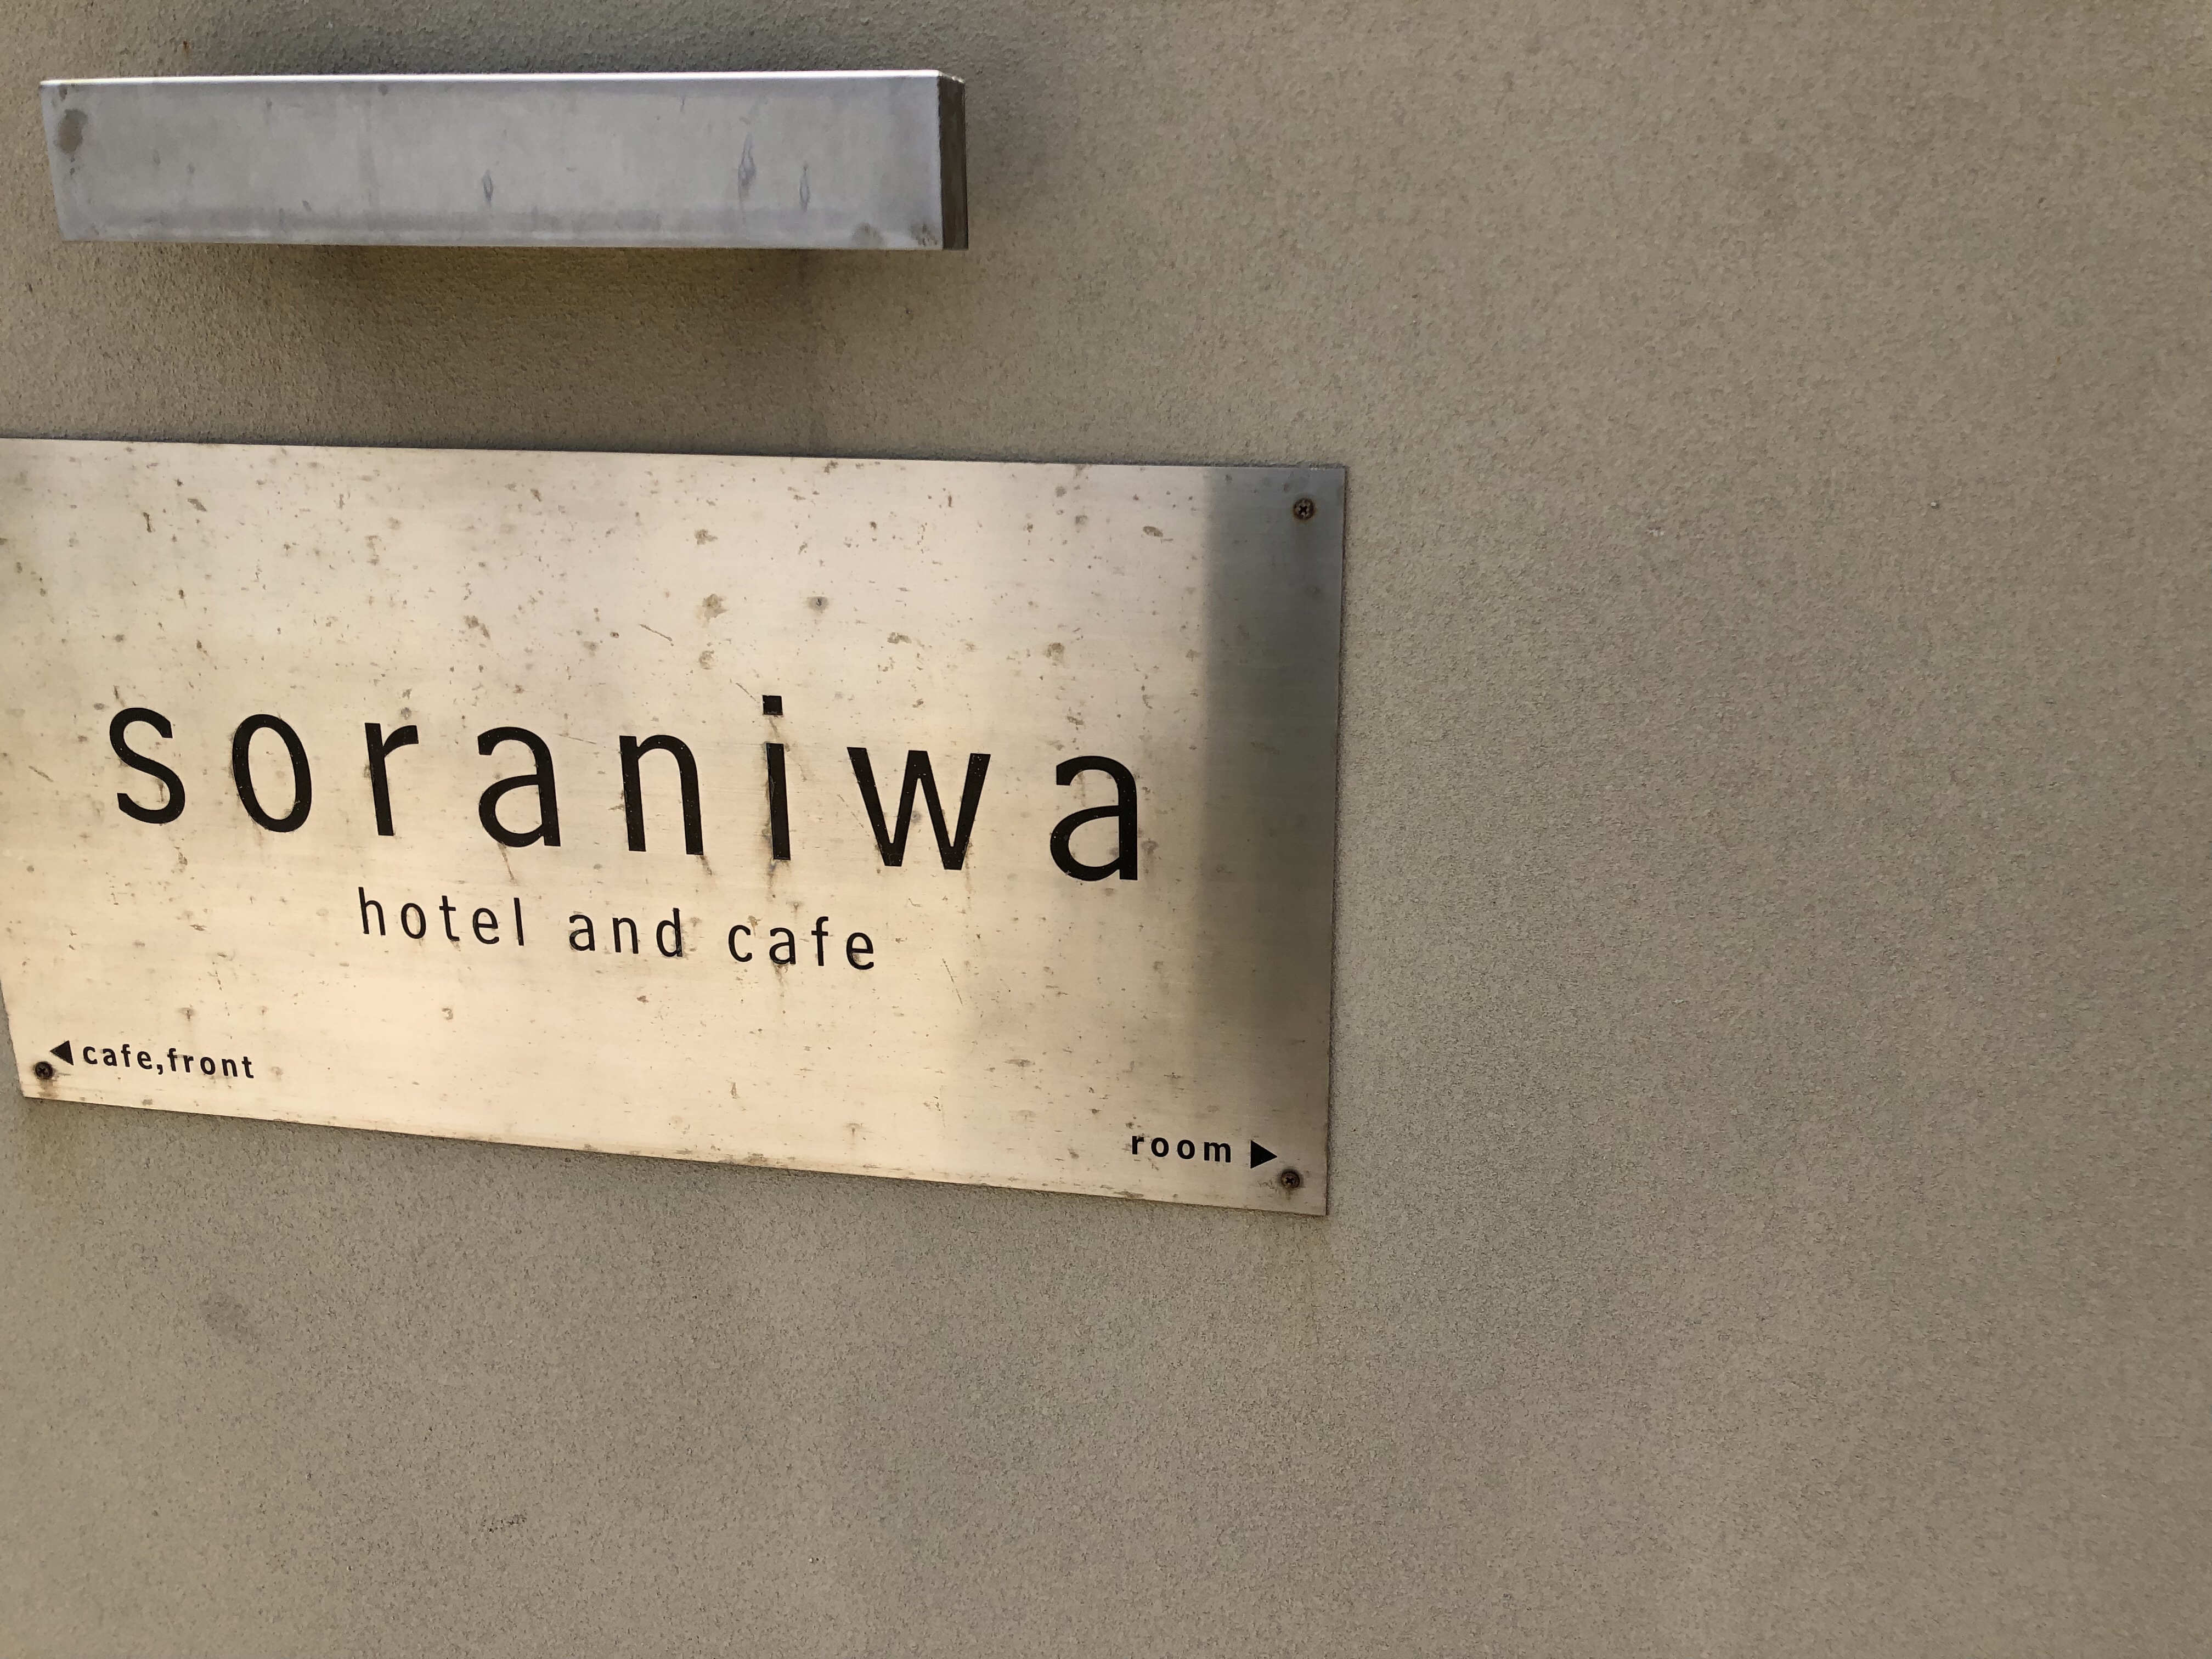 soraniwa
hotel and cafe
◀cafe,front
room▶